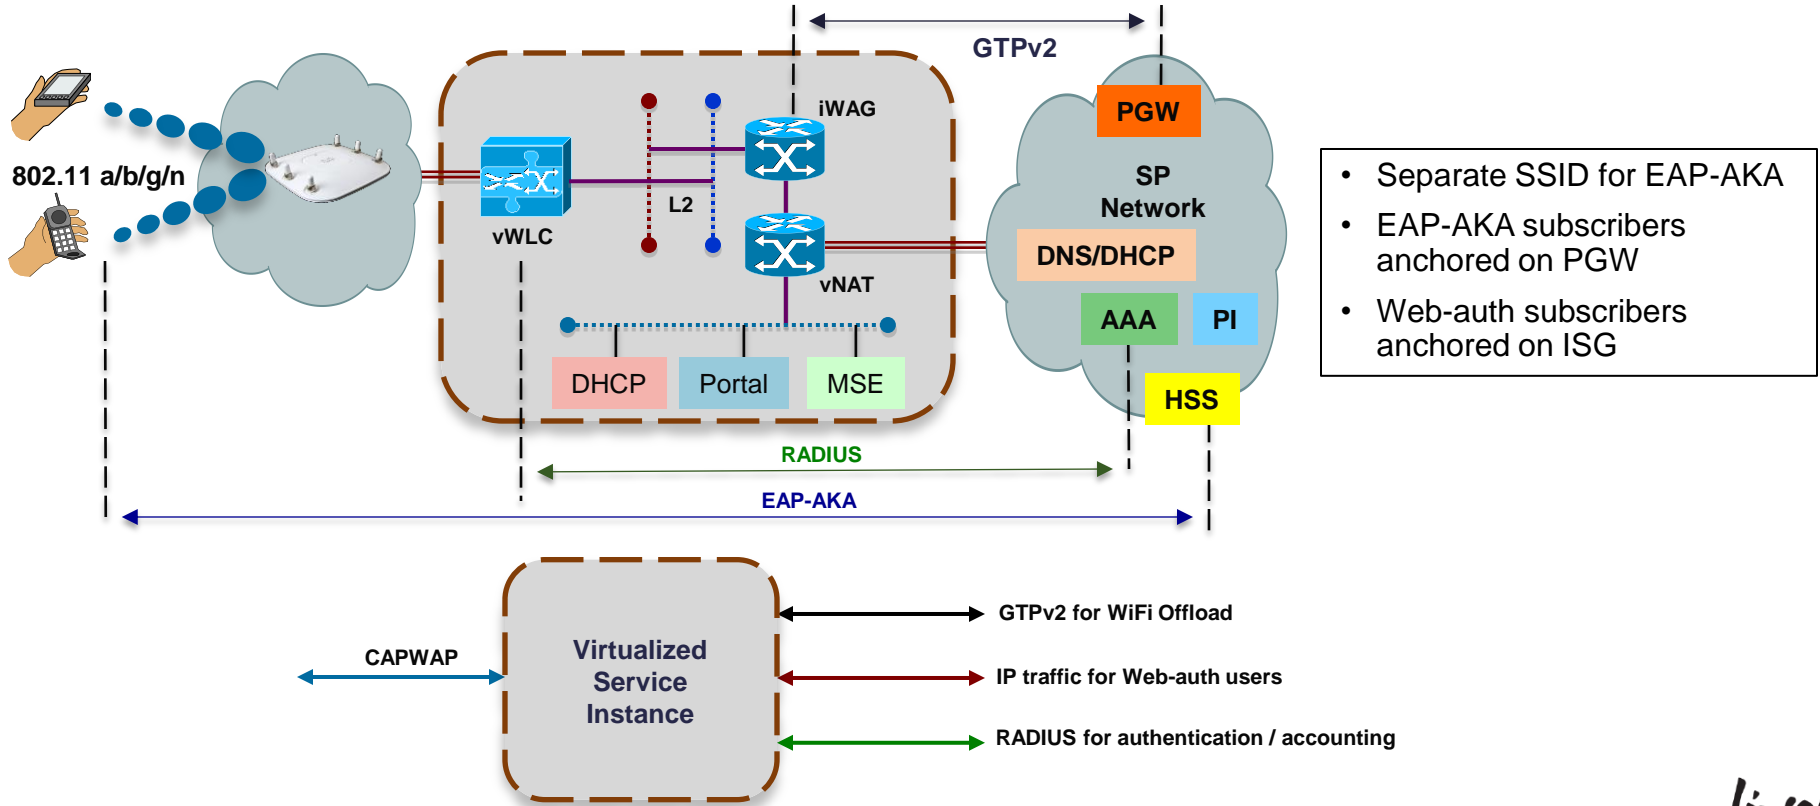 GTPv2
iWAG
PGW
802.11 a/b/g/n
SP
Network
L2
vWLC
DNS/DHCP
vNAT
AAA
PI
DHCP
Portal
MSE
HSS
RADIUS
EAP-AKA
• Separate SSID for EAP-AKA
• EAP-AKA subscribers
anchored on PGW
• Web-auth subscribers
anchored on ISG
CAPWAP
Virtualized
Service
Instance
GTPv2 for WiFi Offload
IP traffic for Web-auth users
RADIUS for authentication / accounting